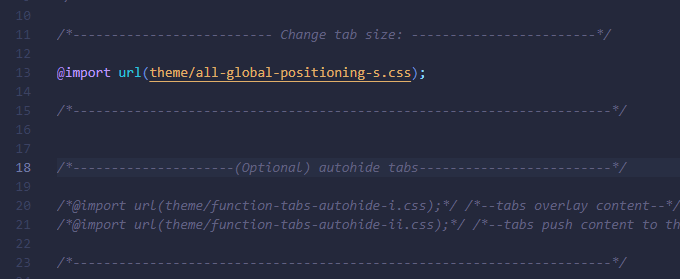 10
11 /*-------------------------- Change tab size: ------------------------*/
12
13 @import url(theme/all-global-positioning-s.css);
14
15 /*----------------------------------------------------------------------*/
16
17
18 /*---------------------(Optional) autohide tabs-------------------------*/
19
20 /*@import url(theme/function-tabs-autohide-i.css);*/ /*--tabs overlay content--*/
21 /*@import url(theme/function-tabs-autohide-ii.css);*/ /*--tabs push content to th
22
23 /*----------------------------------------------------------------------*/